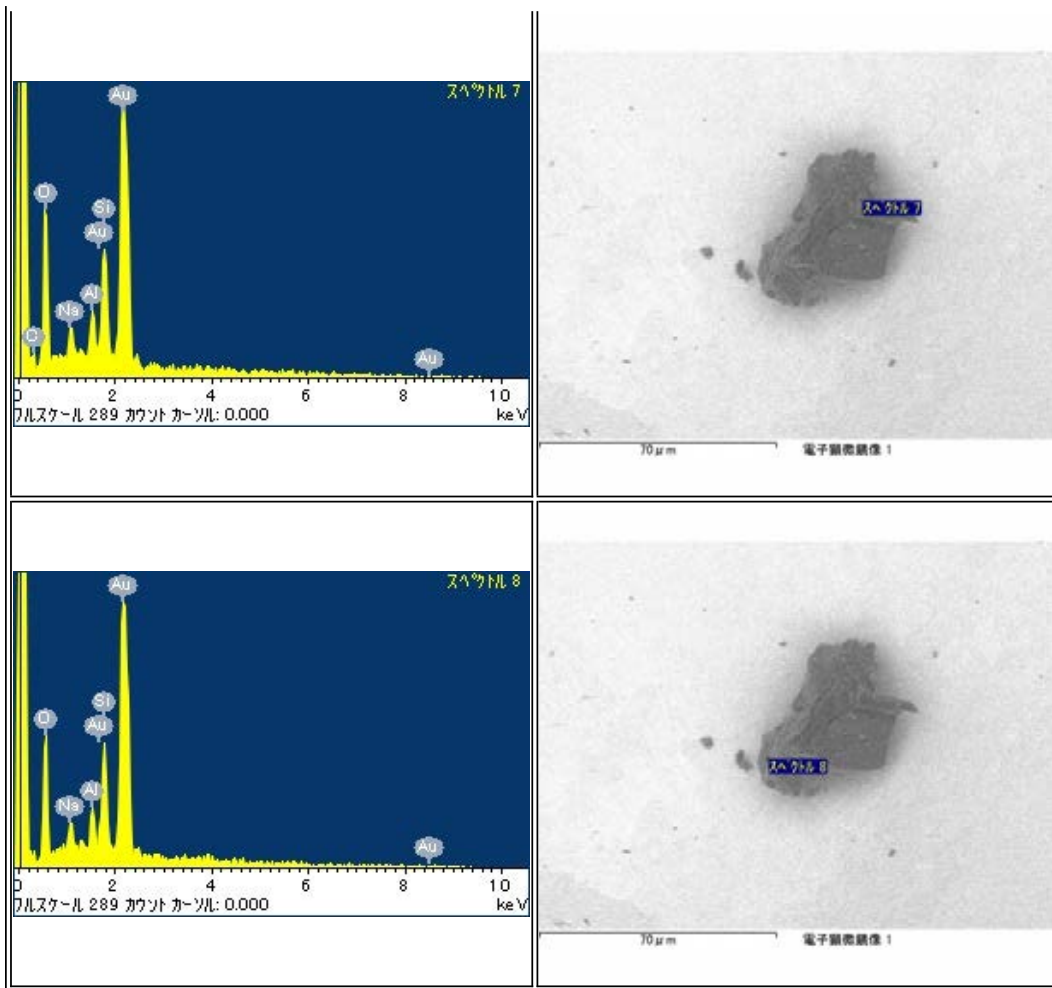 スペクトル 7
Au
O
Si
Au
Al
Na
C
Au
0 2 4 6 8 10
フルスケール 289 カウント カーソル: 0.000 keV
スペクトル 7
70μm 電子顕微鏡像 1
スペクトル 8
Au
O
Si
Au
Al
Na
Au
0 2 4 6 8 10
フルスケール 289 カウント カーソル: 0.000 keV
スペクトル 8
70μm 電子顕微鏡像 1